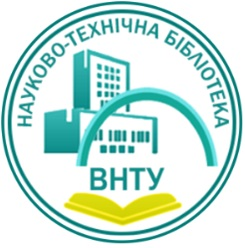 НАУКОВО-ТЕХНІЧНА БІБЛІОТЕКА
ВНТУ